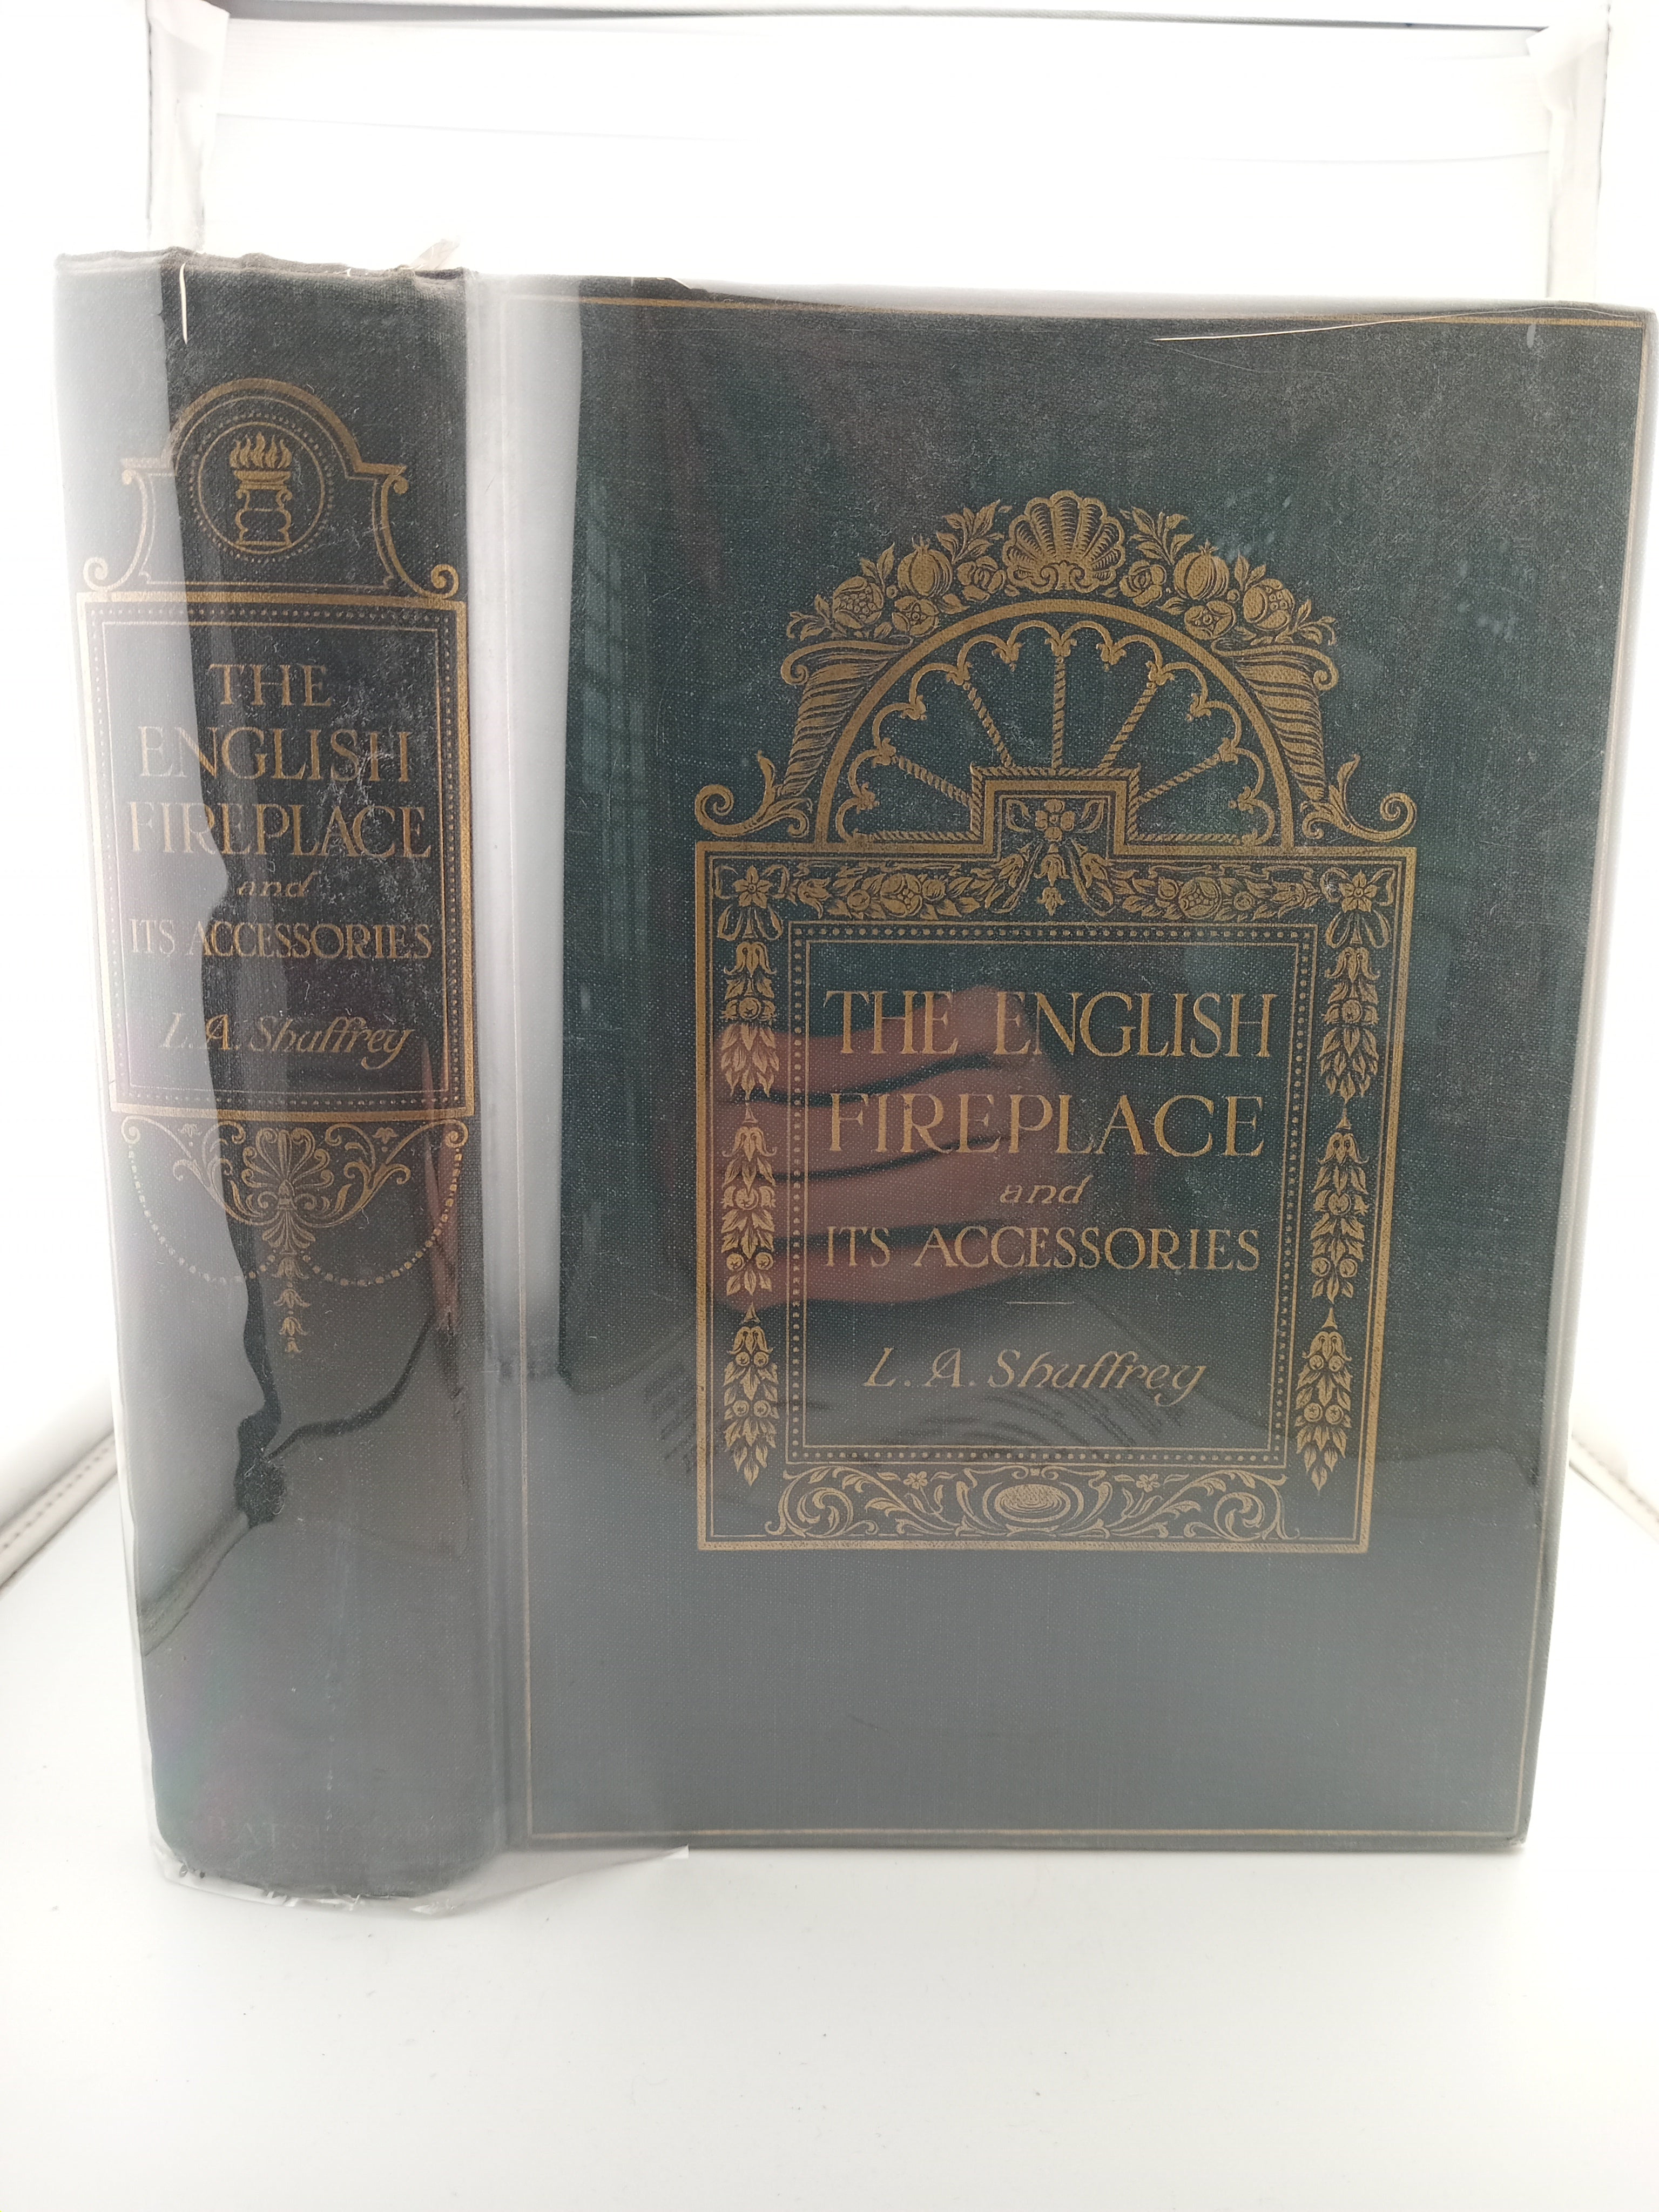 THE
ENGLISH
FIREPLACE
and
ITS ACCESSORIES
L. A. Shuffrey
THE ENGLISH
FIREPLACE
and
ITS ACCESSORIES
L. A. Shuffrey